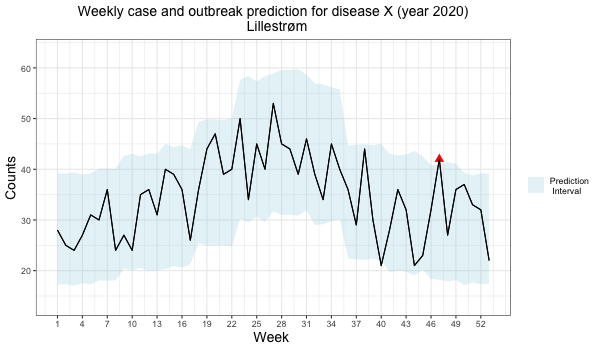 Weekly case and outbreak prediction for disease X (year 2020)
Lillestrøm
60
50
40
30
20
Counts
1 4 7 10 13 16 19 22 25 28 31 34 37 40 43 46 49 52
Week
Prediction
Interval